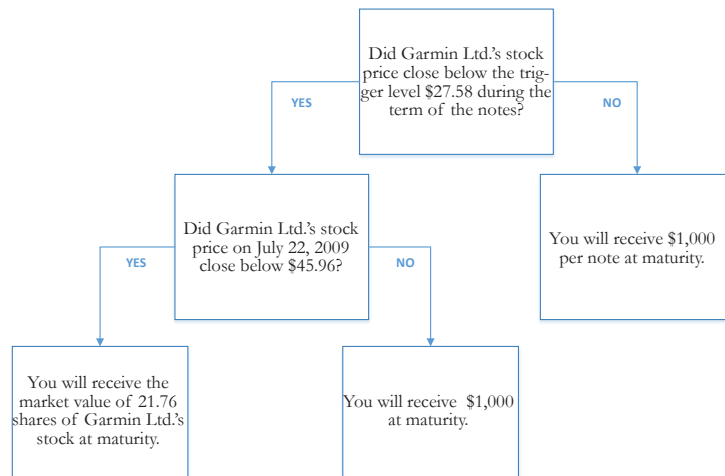 Did Garmin Ltd.'s stock
price close below the trig-
ger level $27.58 during the
term of the notes?
YES
NO
Did Garmin Ltd.'s stock
price on July 22, 2009
close below $45.96?
You will receive $1,000
per note at maturity.
YES
NO
You will receive the
market value of 21.76
shares of Garmin Ltd.'s
stock at maturity.
You will receive $1,000
at maturity.